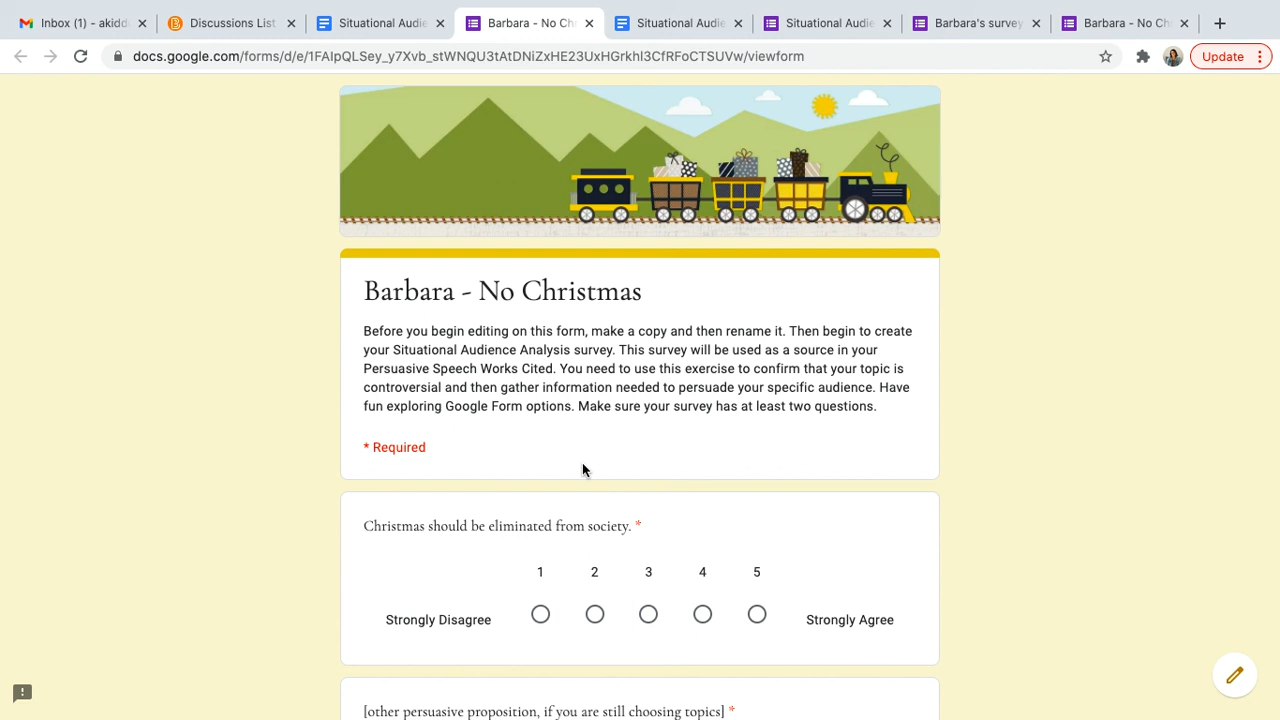 Inbox (1) - akidd
Discussions List
Situational Audie
Barbara - No Chr
Situational Audie
Situational Audie
Barbara's survey
Barbara - No Ch
docs.google.com/forms/d/e/1FAIpQLSey_y7Xvb_stWNQU3tAtDNiZxHE23UxHGrkhl3CfRFoCTSUVw/viewform
Update
Barbara - No Christmas
Before you begin editing on this form, make a copy and then rename it. Then begin to create
your Situational Audience Analysis survey. This survey will be used as a source in your
Persuasive Speech Works Cited. You need to use this exercise to confirm that your topic is
controversial and then gather information needed to persuade your specific audience. Have
fun exploring Google Form options. Make sure your survey has at least two questions.
* Required
Christmas should be eliminated from society. *
1 2 3 4 5
Strongly Disagree Strongly Agree
[other persuasive proposition, if you are still choosing topics] *